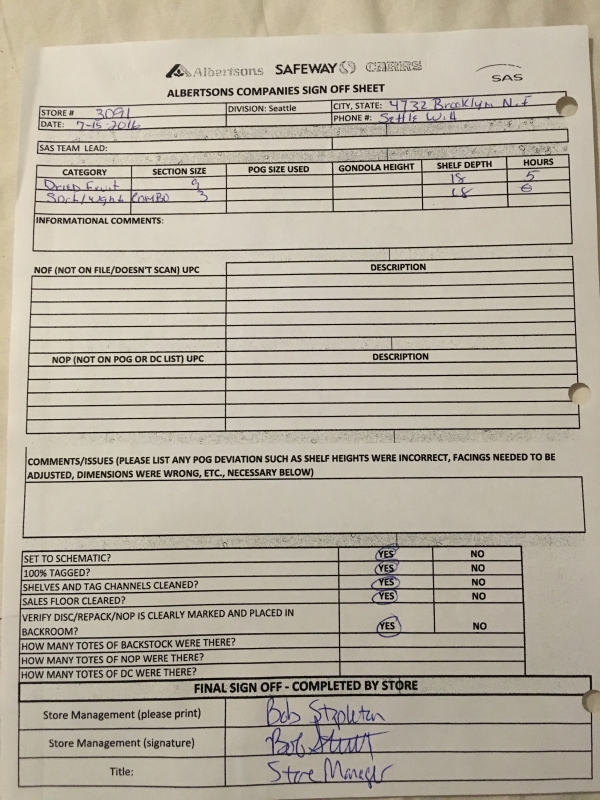 Albertsons SAFEWAY CARRS
SAS
ALBERTSONS COMPANIES SIGN OFF SHEET
STORE # 3091 DIVISION: Seattle CITY, STATE: 4732 Brooklyn N.E
DATE: 7-15-2016 PHONE #:
SAS TEAM LEAD:
CATEGORY SECTION SIZE POG SIZE USED GONDOLA HEIGHT SHELF DEPTH HOURS
Dried Fruit 9 18 5
COMBO 3 18 6
INFORMATIONAL COMMENTS:
NOF (NOT ON FILE/DOESN'T SCAN) UPC DESCRIPTION
NOP (NOT ON POG OR DC LIST) UPC DESCRIPTION
COMMENTS/ISSUES (PLEASE LIST ANY POG DEVIATION SUCH AS SHELF HEIGHTS WERE INCORRECT, FACINGS NEEDED TO BE
ADJUSTED, DIMENSIONS WERE WRONG, ETC., NECESSARY BELOW)
SET TO SCHEMATIC? YES NO
100% TAGGED? YES NO
SHELVES AND TAG CHANNELS CLEANED? YES NO
SALES FLOOR CLEARED? YES NO
VERIFY DISC/REPACK/NOP IS CLEARLY MARKED AND PLACED IN
BACKROOM? YES NO
HOW MANY TOTES OF BACKSTOCK WERE THERE?
HOW MANY TOTES OF NOP WERE THERE?
HOW MANY TOTES OF DC WERE THERE?
FINAL SIGN OFF - COMPLETED BY STORE
Store Management (please print) Bob Stapleton
Store Management (signature) Bob
Title: Store Manager